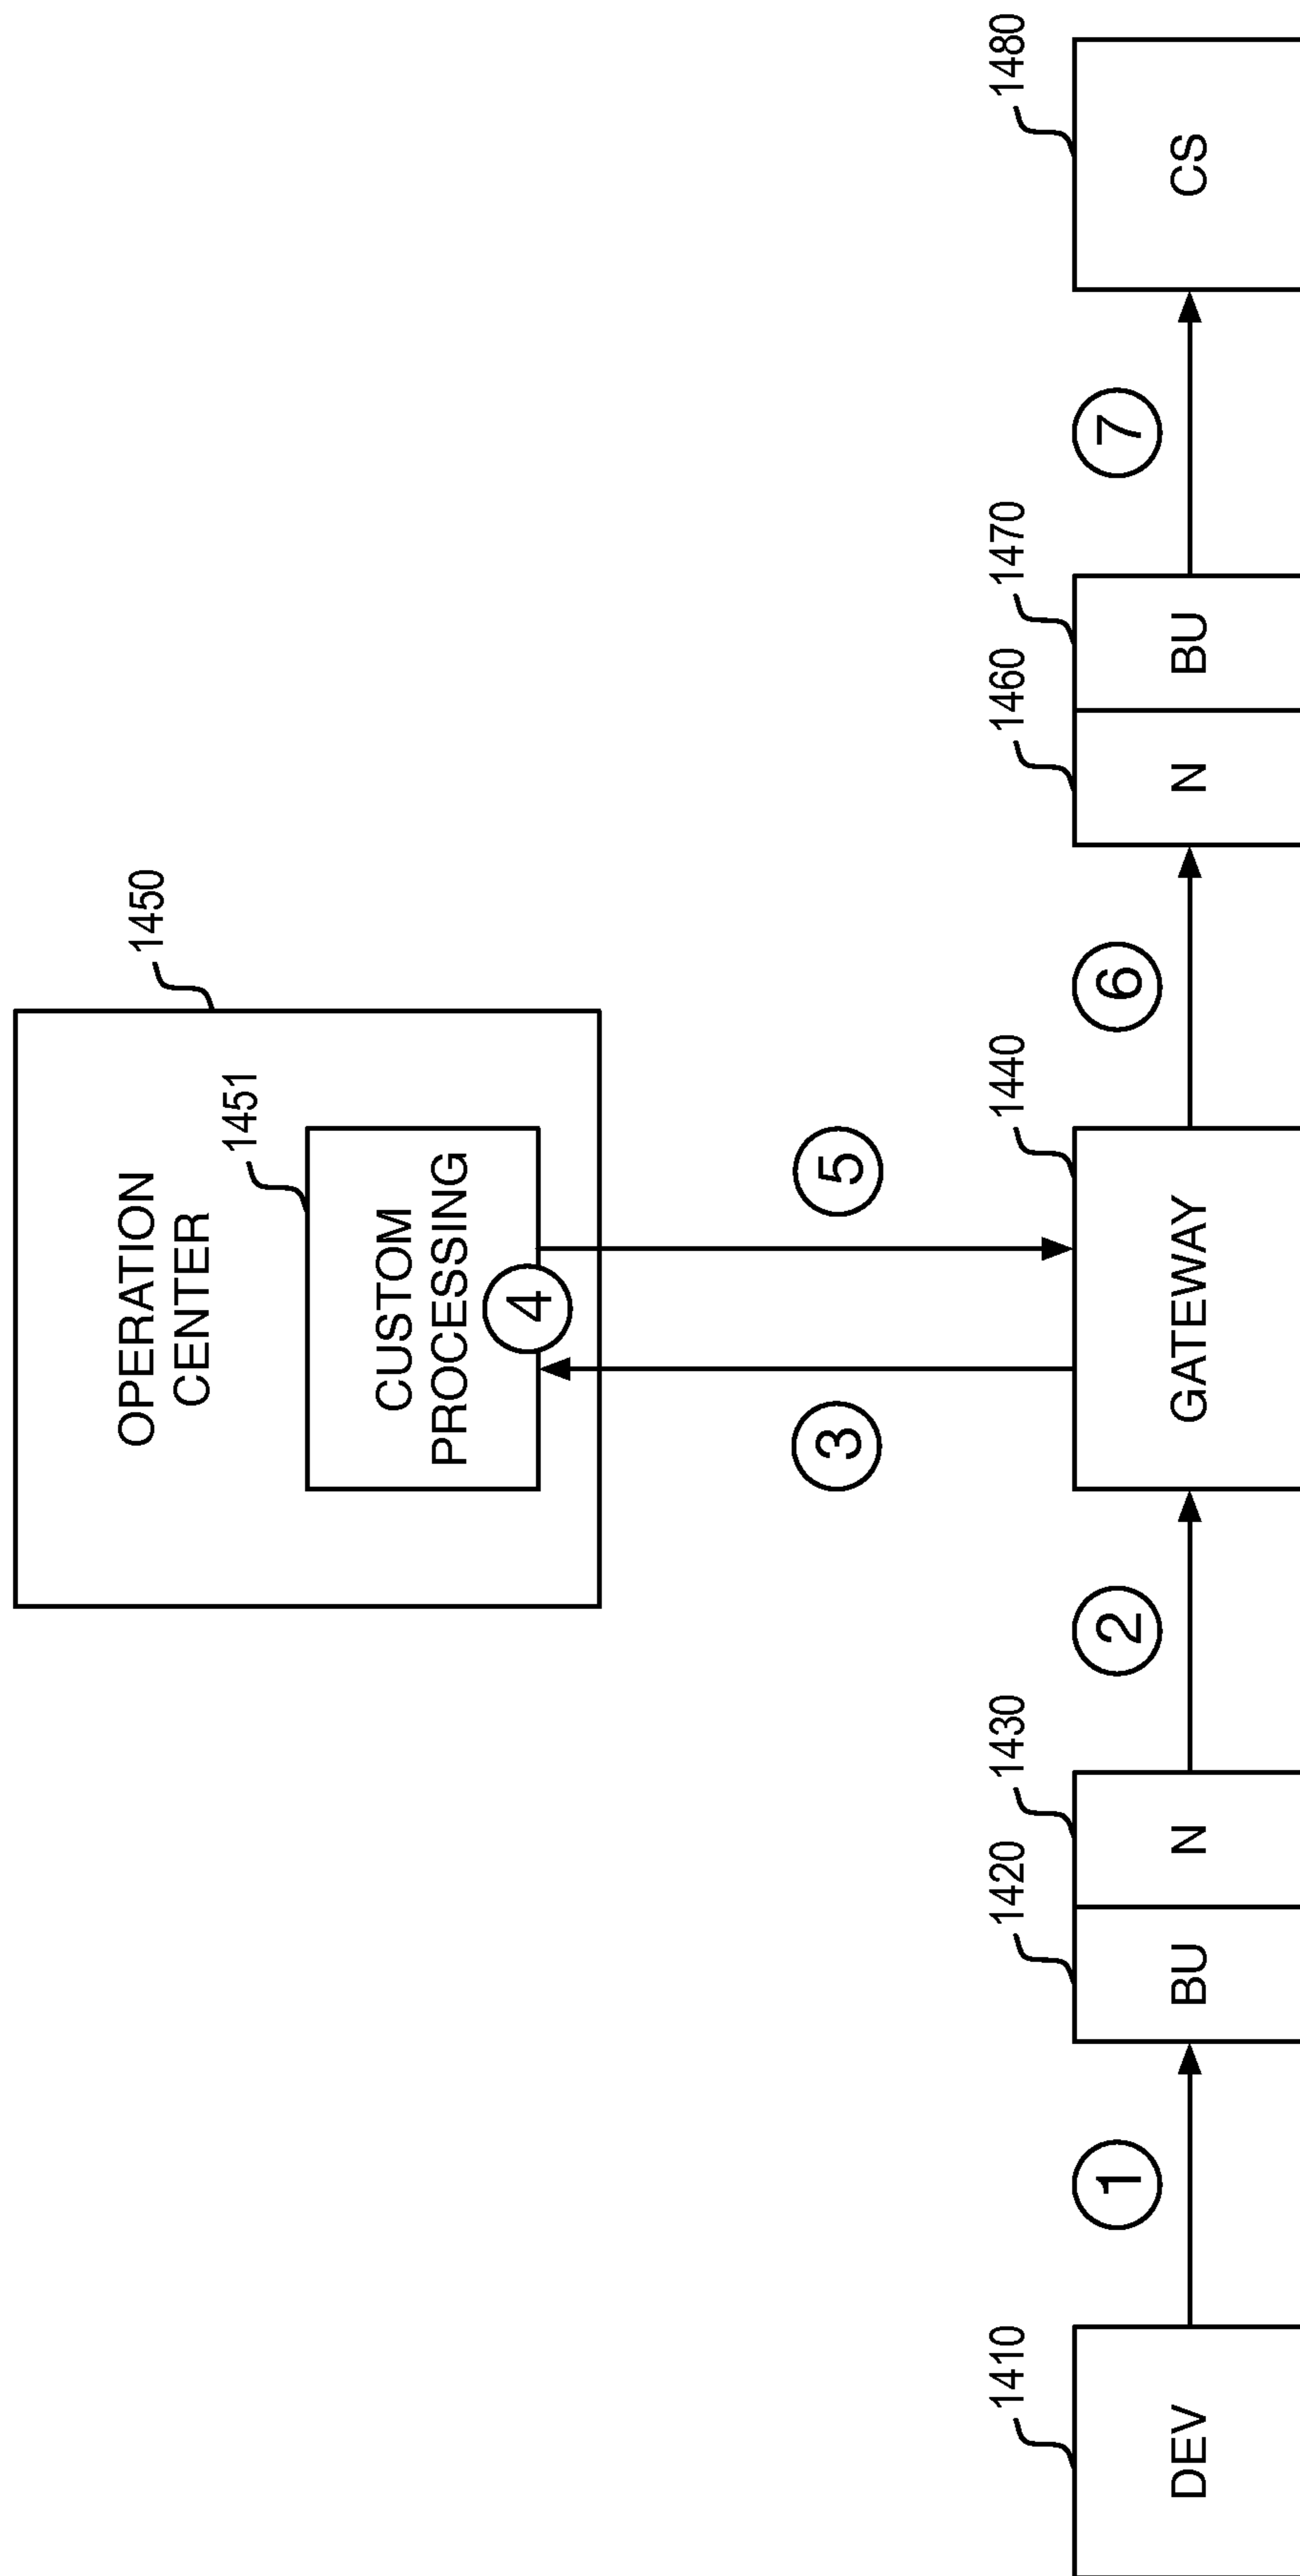 1450
OPERATION
CENTER
1451
CUSTOM
PROCESSING
4
3
5
1410
DEV
1
1420
BU
1430
N
2
1440
GATEWAY
6
1460
N
1470
BU
7
1480
CS